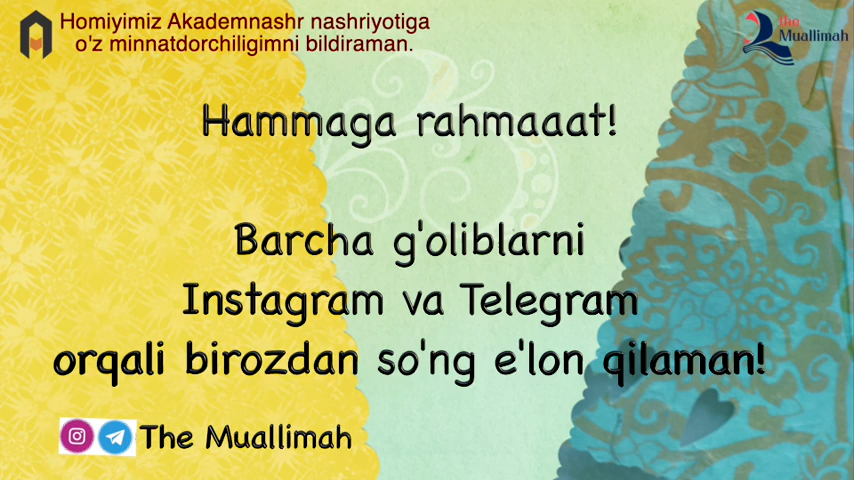 Homiyimiz Akademnashr nashriyotiga
o'z minnatdorchiligimni bildiraman.
the
Muallimah
Hammaga rahmaaat!
Barcha g'oliblarni
Instagram va Telegram
orqali birozdan so'ng e'lon qilaman!
The Muallimah